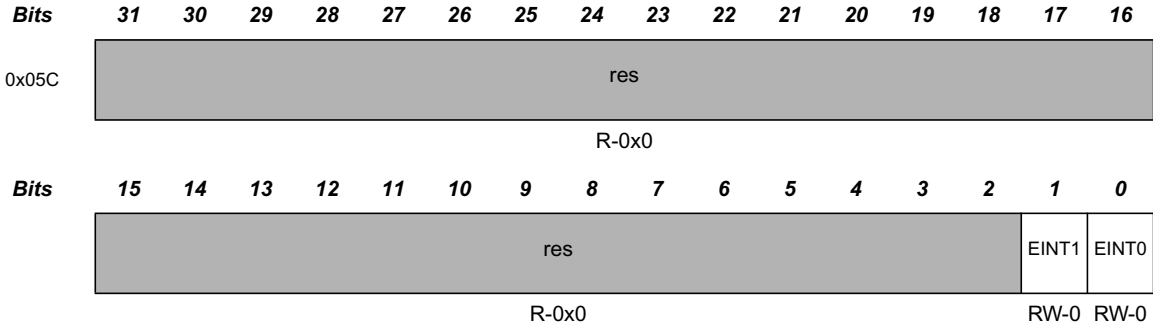 Bits 31 30 29 28 27 26 25 24 23 22 21 20 19 18 17 16
0x05C res
R-0x0
Bits 15 14 13 12 11 10 9 8 7 6 5 4 3 2 1 0
res EINT1 EINT0
R-0x0 RW-0 RW-0